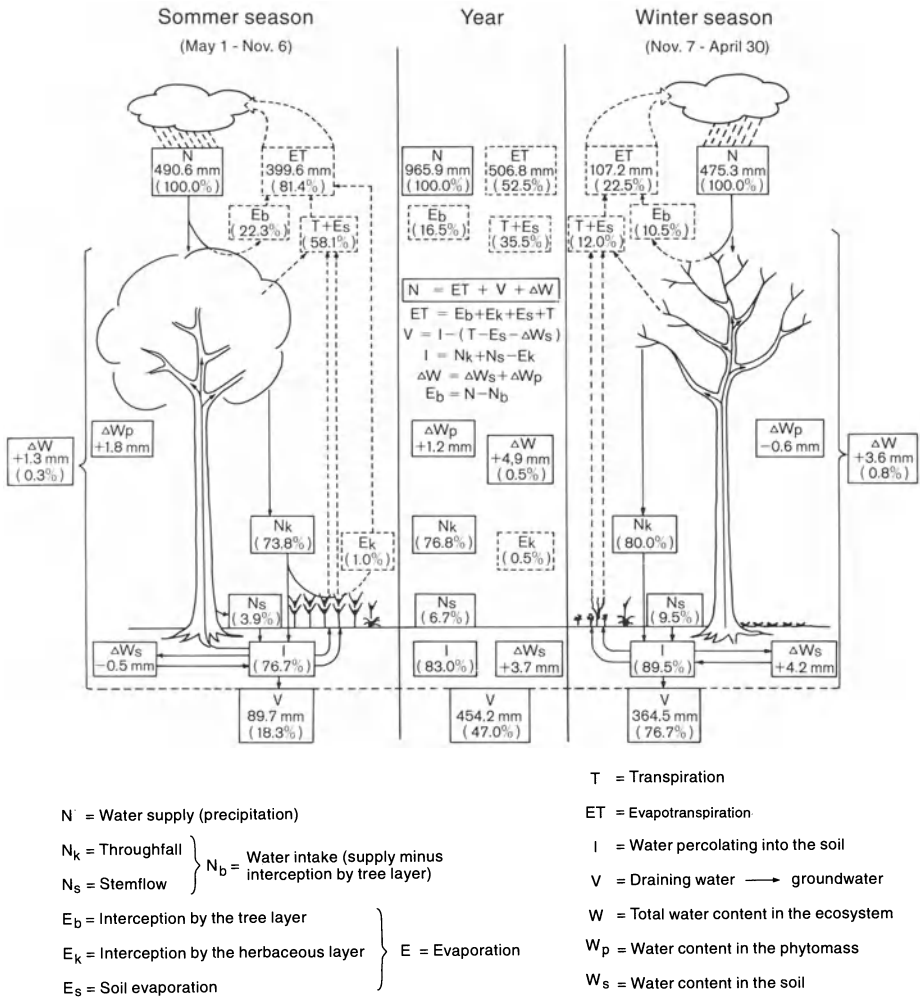 Sommer season
(May 1 - Nov. 6)
N
490.6 mm
(100.0%)
ET
399.6 mm
(81.4%)
Eb
(22.3%)
T+Es
(58.1%)
ΔWp
+1.8 mm
ΔW
+1.3 mm
(0.3%)
Nk
(73.8%)
Ek
(1.0%)
Ns
(3.9%)
ΔWs
−0.5 mm
I
(76.7%)
V
89.7 mm
(18.3%)
Year
N
965.9 mm
(100.0%)
ET
506.8 mm
(52.5%)
Eb
(16.5%)
T+Es
(35.5%)
N = ET + V + ΔW
ET = Eb+Ek+Es+T
V = I−(T−Es−ΔWs)
I = Nk+Ns−Ek
ΔW = ΔWs+ΔWp
Eb = N−Nb
ΔWp
+1.2 mm
ΔW
+4,9 mm
(0.5%)
Nk
(76.8%)
Ek
(0.5%)
Ns
(6.7%)
I
(83.0%)
ΔWs
+3.7 mm
V
454.2 mm
(47.0%)
Winter season
(Nov. 7 - April 30)
ET
107.2 mm
(22.5%)
N
475.3 mm
(100.0%)
T+Es
(12.0%)
Eb
(10.5%)
ΔWp
−0.6 mm
ΔW
+3.6 mm
(0.8%)
Nk
(80.0%)
Ns
(9.5%)
I
(89.5%)
ΔWs
+4.2 mm
V
364.5 mm
(76.7%)
N = Water supply (precipitation)
Nk = Throughfall
Ns = Stemflow
Nb = Water intake (supply minus
interception by tree layer)
Eb = Interception by the tree layer
Ek = Interception by the herbaceous layer
Es = Soil evaporation
E = Evaporation
T = Transpiration
ET = Evapotranspiration
I = Water percolating into the soil
V = Draining water → groundwater
W = Total water content in the ecosystem
Wp = Water content in the phytomass
Ws = Water content in the soil